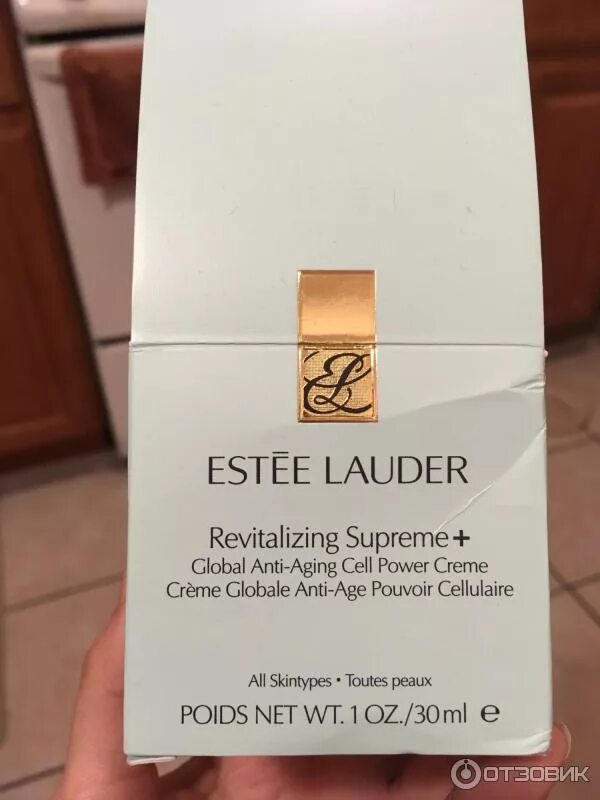 EL
ESTĒE LAUDER
Revitalizing Supreme+
Global Anti-Aging Cell Power Creme
Crème Globale Anti-Age Pouvoir Cellulaire
All Skintypes • Toutes peaux
POIDS NET WT. 1 OZ./30 ml ℮
ОТЗОВИК